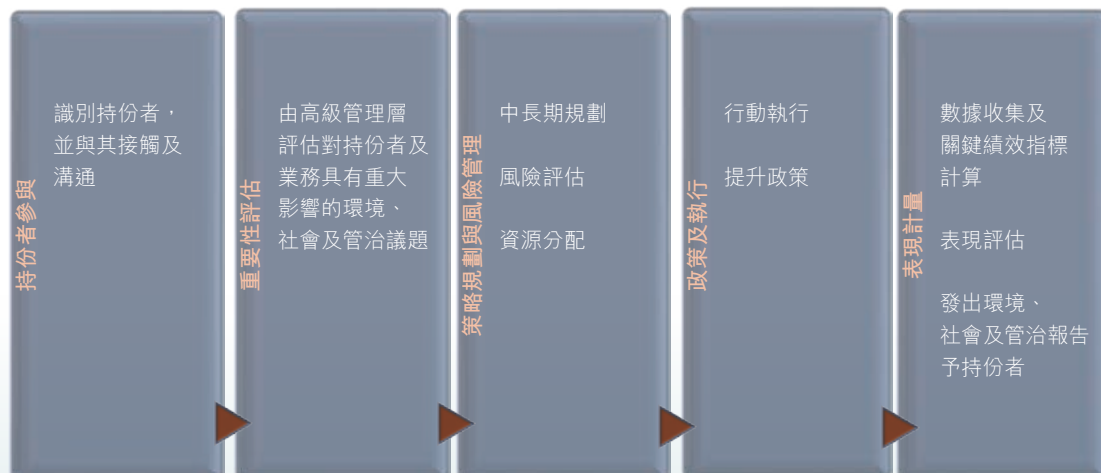 持份者參與
識別持份者，
並與其接觸及
溝通
重要性評估
由高級管理層
評估對持份者及
業務具有重大
影響的環境、
社會及管治議題
策略規劃與風險管理
中長期規劃
風險評估
資源分配
政策及執行
行動執行
提升政策
表現計量
數據收集及
關鍵績效指標
計算
表現評估
發出環境、
社會及管治報告
予持份者